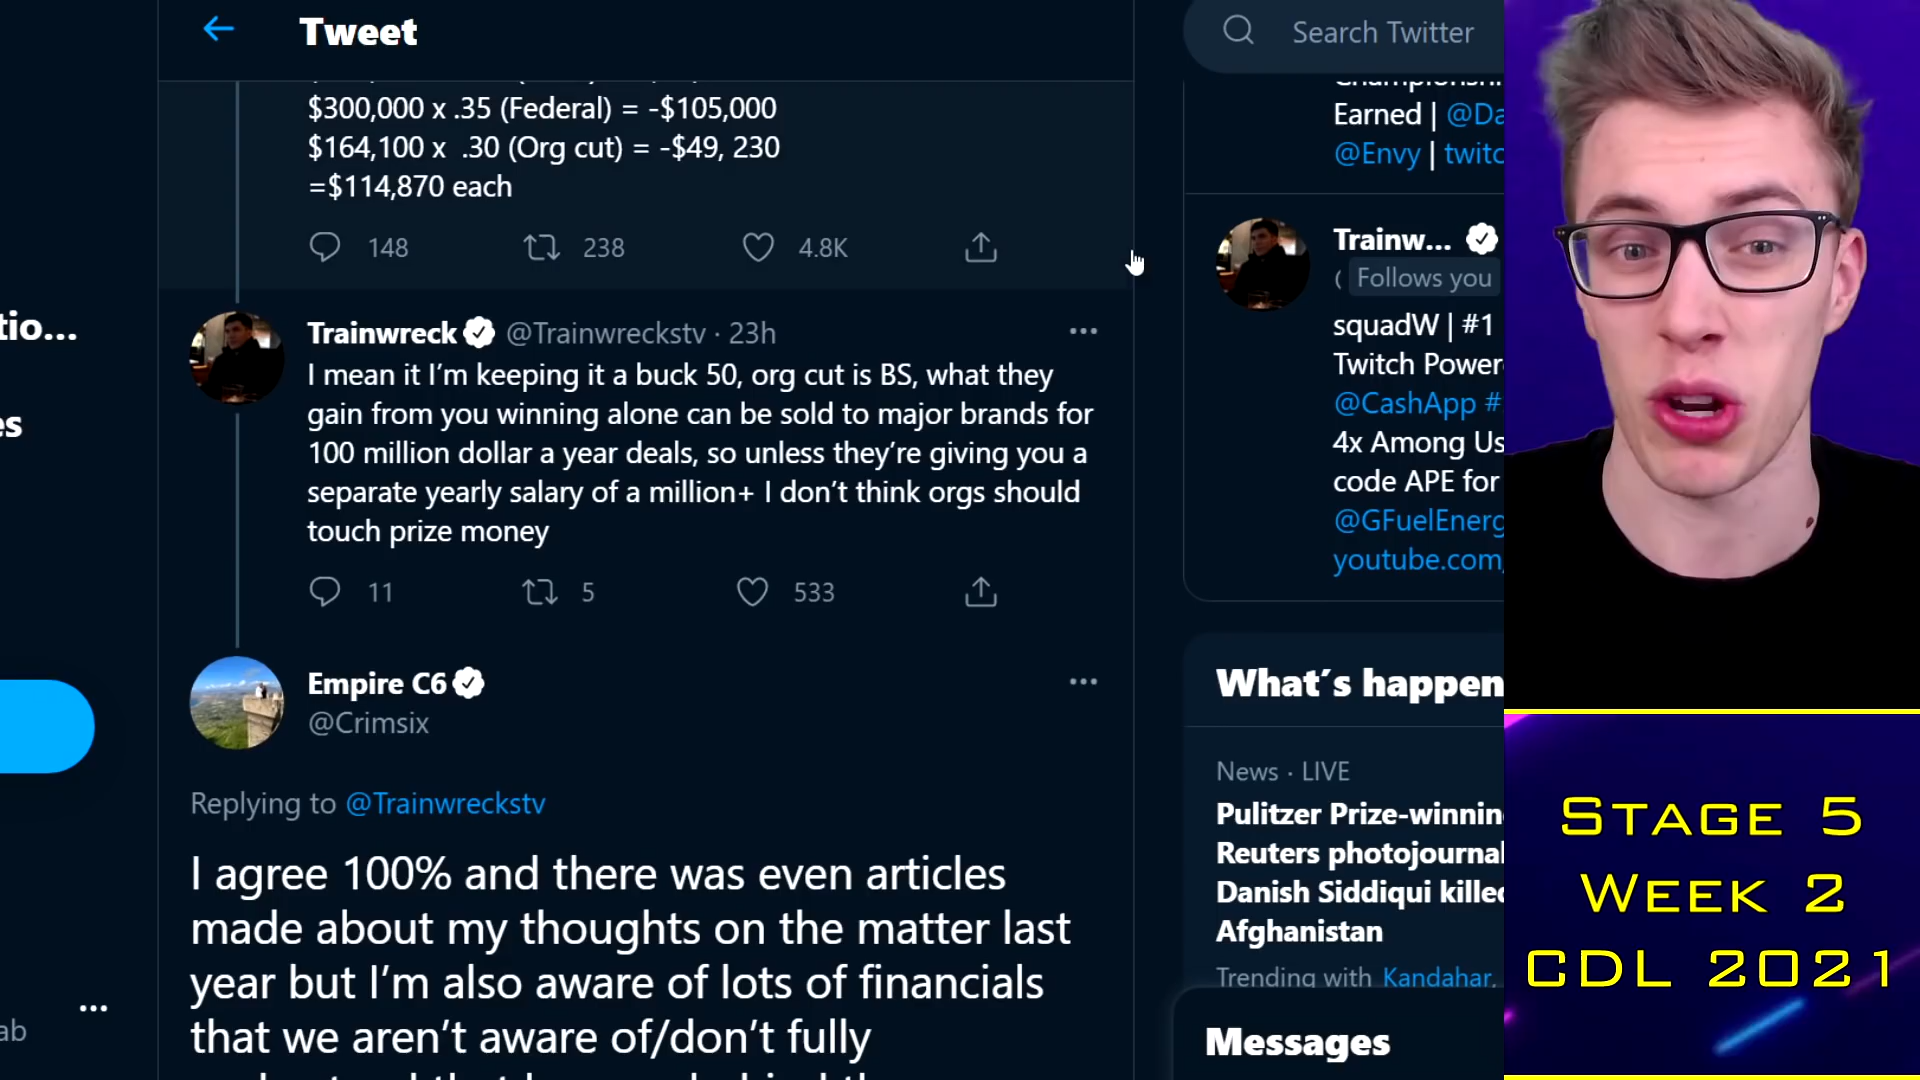 Tweet
Search Twitter
$300,000 x .35 (Federal) = -$105,000
$164,100 x .30 (Org cut) = -$49, 230
=$114,870 each
148 238 4.8K
Trainwreck @Trainwreckstv · 23h
I mean it I'm keeping it a buck 50, org cut is BS, what they
gain from you winning alone can be sold to major brands for
100 million dollar a year deals, so unless they're giving you a
separate yearly salary of a million+ I don't think orgs should
touch prize money
11 5 533
Empire C6
@Crimsix
Replying to @Trainwreckstv
I agree 100% and there was even articles
made about my thoughts on the matter last
year but I'm also aware of lots of financials
that we aren't aware of/don't fully
tio...
es
...
ab
Earned | @Da
@Envy | twitc
Trainw...
( Follows you
squadW | #1
Twitch Power
@CashApp #
4x Among Us
code APE for
@GFuelEnerg
youtube.com
What´s happen
News · LIVE
Pulitzer Prize-winnin
Reuters photojournal
Danish Siddiqui killed
Afghanistan
Trending with Kandahar,
Messages
Stage 5
Week 2
CDL 2021